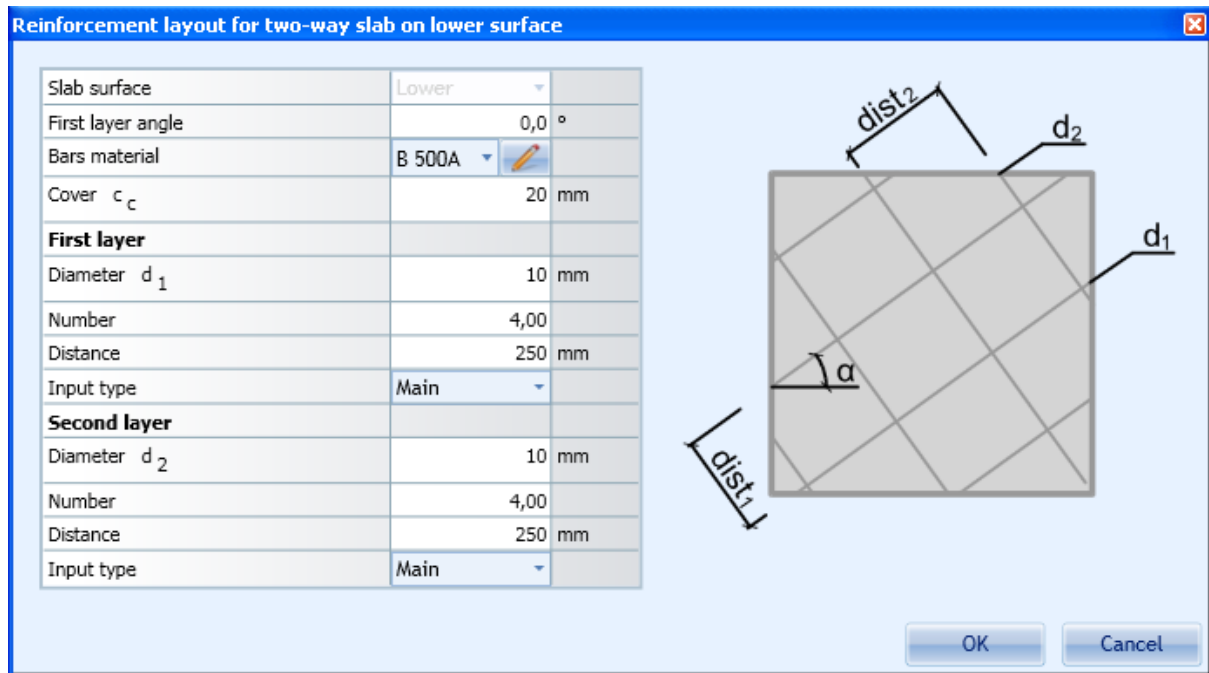 Reinforcement layout for two-way slab on lower surface
Slab surface Lower
First layer angle 0,0 °
Bars material B 500A
Cover c c 20 mm
First layer
Diameter d 1 10 mm
Number 4,00
Distance 250 mm
Input type Main
Second layer
Diameter d 2 10 mm
Number 4,00
Distance 250 mm
Input type Main
dist2
d2
d1
α
dist1
OK Cancel